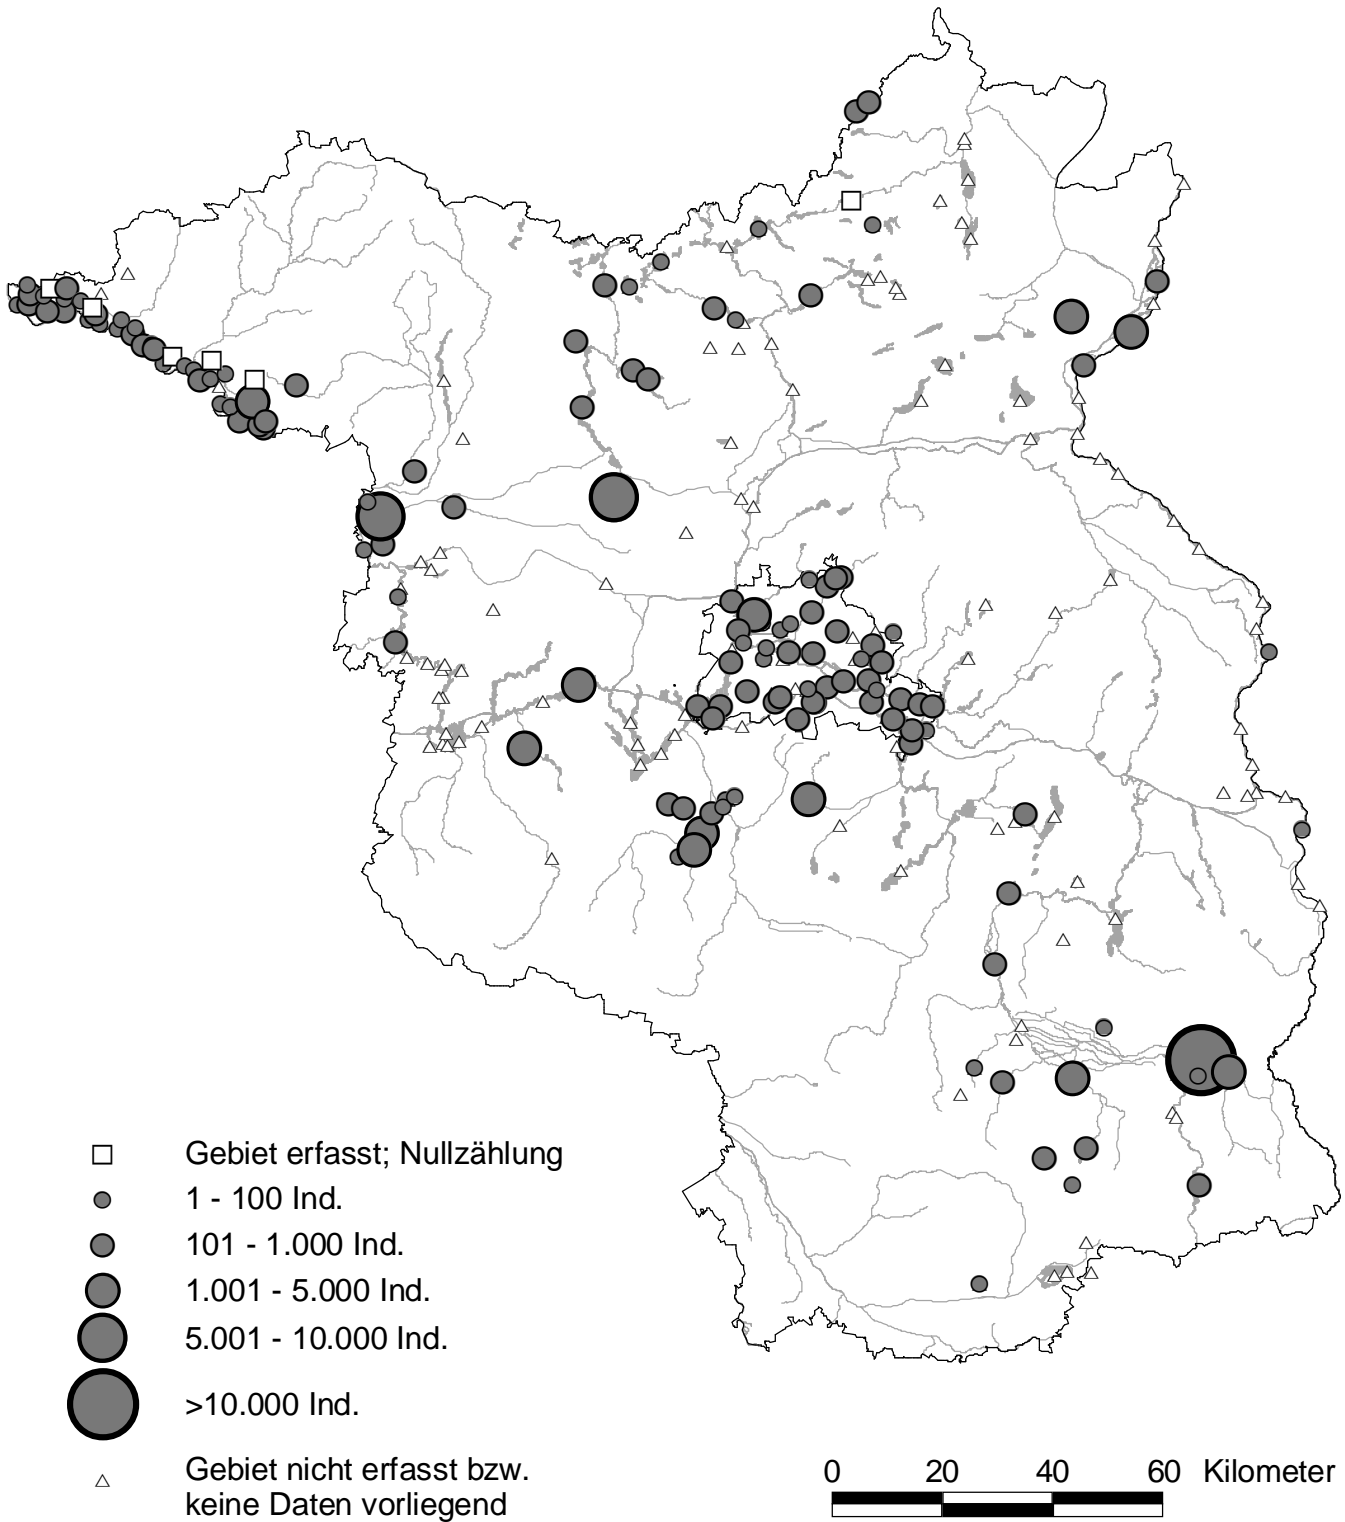 Gebiet erfasst; Nullzählung
1 - 100 Ind.
101 - 1.000 Ind.
1.001 - 5.000 Ind.
5.001 - 10.000 Ind.
>10.000 Ind.
Gebiet nicht erfasst bzw.
keine Daten vorliegend
0 20 40 60 Kilometer